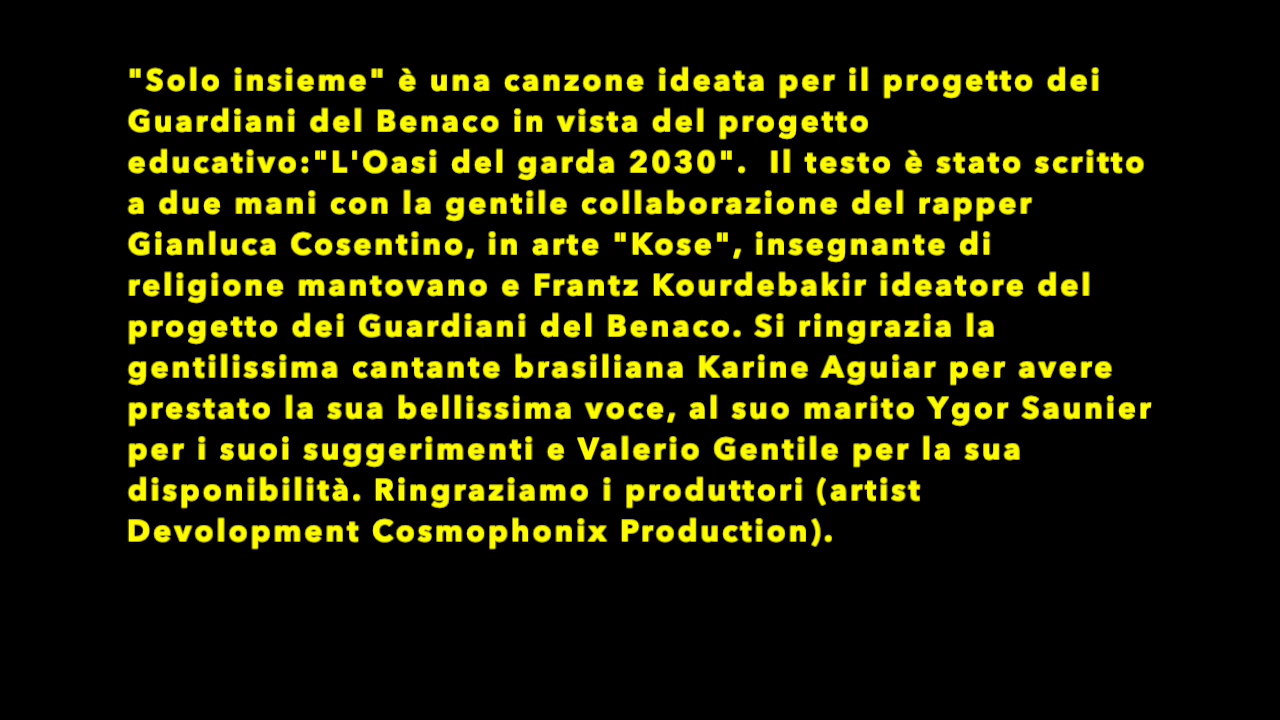 "Solo insieme" è una canzone ideata per il progetto dei
Guardiani del Benaco in vista del progetto
educativo:"L'Oasi del garda 2030".  Il testo è stato scritto
a due mani con la gentile collaborazione del rapper
Gianluca Cosentino, in arte "Kose", insegnante di
religione mantovano e Frantz Kourdebakir ideatore del
progetto dei Guardiani del Benaco. Si ringrazia la
gentilissima cantante brasiliana Karine Aguiar per avere
prestato la sua bellissima voce, al suo marito Ygor Saunier
per i suoi suggerimenti e Valerio Gentile per la sua
disponibilità. Ringraziamo i produttori (artist
Devolopment Cosmophonix Production).